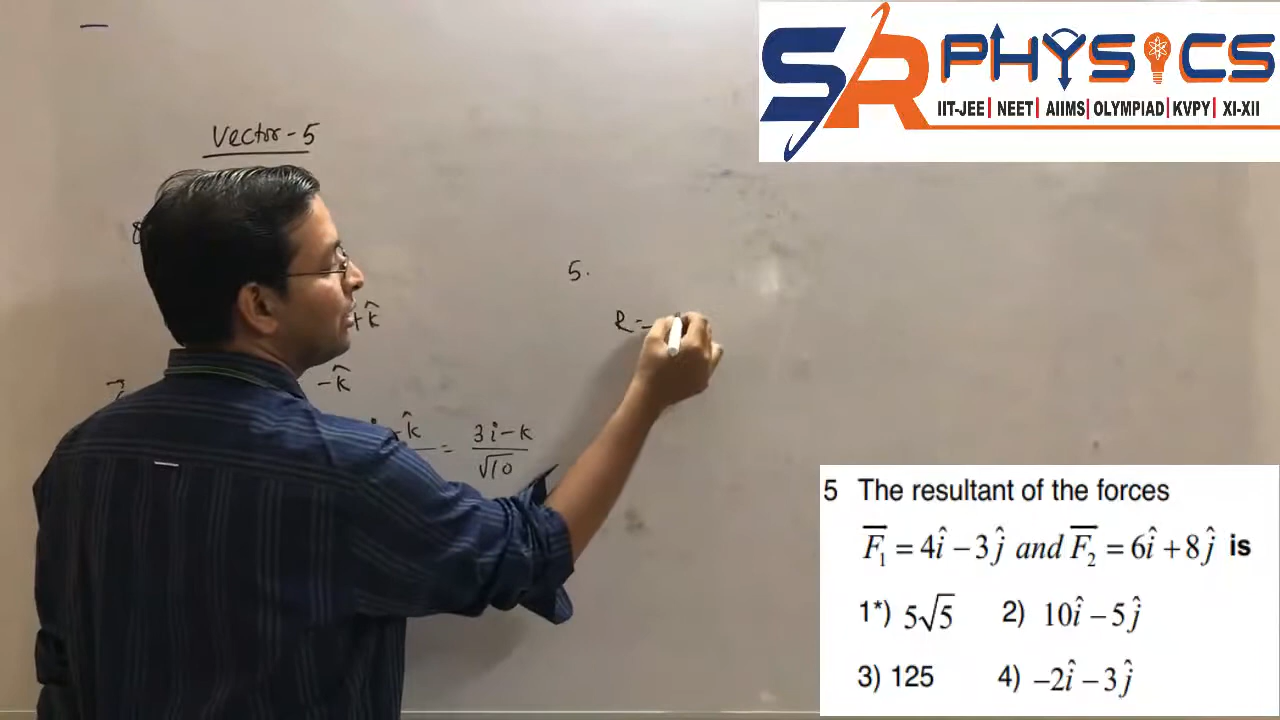 SR PHYSICS
IIT-JEE| NEET| AIIMS| OLYMPIAD| KVPY| XI-XII
Vector-5
8
5.
+k̂
R=
-k̂
-k̂ = 3i-k / √10
5 The resultant of the forces
F̅₁ = 4î − 3ĵ and F̅₂ = 6î + 8ĵ is
1*) 5√5 2) 10î − 5ĵ
3) 125 4) −2î − 3ĵ